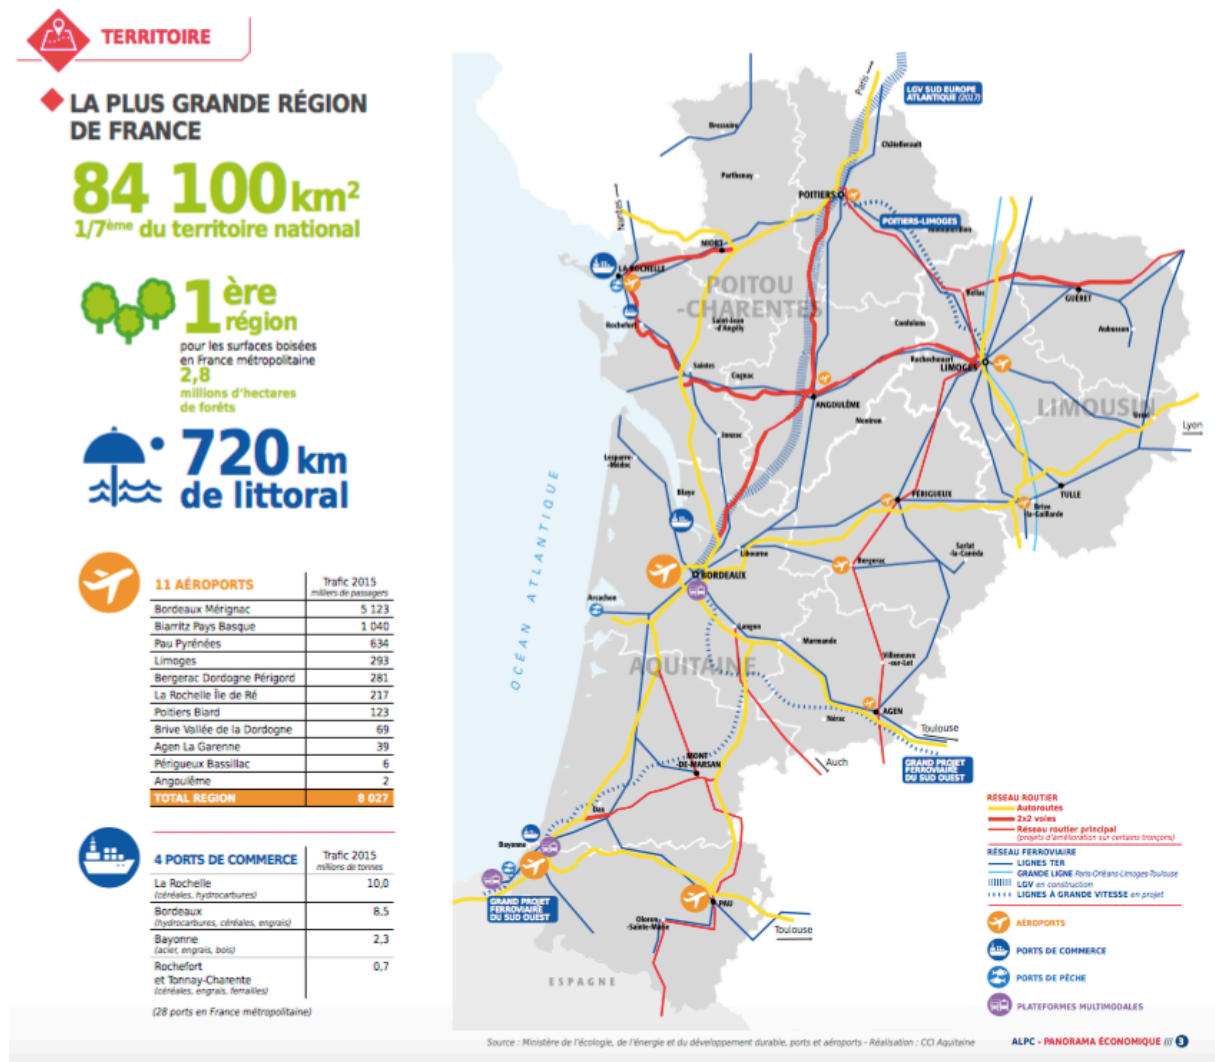 TERRITOIRE
LA PLUS GRANDE RÉGION
DE FRANCE
84 100 km²
1/7ème du territoire national
1ère
région
pour les surfaces boisées
en France métropolitaine
2,8
millions d'hectares
de forêts
720 km
de littoral
11 AÉROPORTS
Trafic 2015
milliers de passagers
Bordeaux Mérignac 5 123
Biarritz Pays Basque 1 040
Pau Pyrénées 634
Limoges 293
Bergerac Dordogne Périgord 281
La Rochelle Île de Ré 217
Poitiers Biard 123
Brive Vallée de la Dordogne 69
Agen La Garenne 39
Périgueux Bassillac 6
Angoulême 2
TOTAL REGION 8 027
4 PORTS DE COMMERCE
Trafic 2015
millions de tonnes
La Rochelle 10,0
(céréales, hydrocarbures)
Bordeaux 8,5
(hydrocarbures, céréales, engrais)
Bayonne 2,3
(acier, engrais, bois)
Rochefort 0,7
et Tonnay-Charente
(céréales, engrais, ferrailles)
(28 ports en France métropolitaine)
Paris
LGV SUD EUROPE
ATLANTIQUE (2017)
Bressuire
Châtellerault
Parthenay
POITIERS
Nantes
POITIERS-LIMOGES
NIORT
LA ROCHELLE
POITOU
-CHARENTES
Bellac
GUÉRET
Rochefort
Saint-Jean
-d'Angély
Confolens
Aubusson
Saintes
Cognac
Rochechouart
LIMOGES
ANGOULÊME
LIMOUSIN
Nontron
Ussel
Lyon
Jonzac
Lesparre-
-Médoc
Blaye
PÉRIGUEUX
TULLE
Brive
-la-Gaillarde
OCÉAN ATLANTIQUE
Libourne
Sarlat
-la-Canéda
Bergerac
BORDEAUX
Arcachon
Langon
Marmande
AQUITAINE
Villeneuve
-sur-Lot
Nérac
AGEN
Toulouse
MONT
-DE-MARSAN
Auch
GRAND PROJET
FERROVIAIRE
DU SUD OUEST
Dax
Bayonne
GRAND PROJET
FERROVIAIRE
DU SUD OUEST
PAU
Oloron
-Sainte-Marie
Toulouse
ESPAGNE
RÉSEAU ROUTIER
Autoroutes
2x2 voies
Réseau routier principal
(projets d'amélioration sur certains tronçons)
RÉSEAU FERROVIAIRE
LIGNES TER
GRANDE LIGNE Paris-Orléans-Limoges-Toulouse
LGV en construction
LIGNES À GRANDE VITESSE en projet
AÉROPORTS
PORTS DE COMMERCE
PORTS DE PÊCHE
PLATEFORMES MULTIMODALES
Source : Ministère de l'écologie, de l'énergie et du développement durable, ports et aéroports - Réalisation : CCI Aquitaine
ALPC - PANORAMA ÉCONOMIQUE /// 3